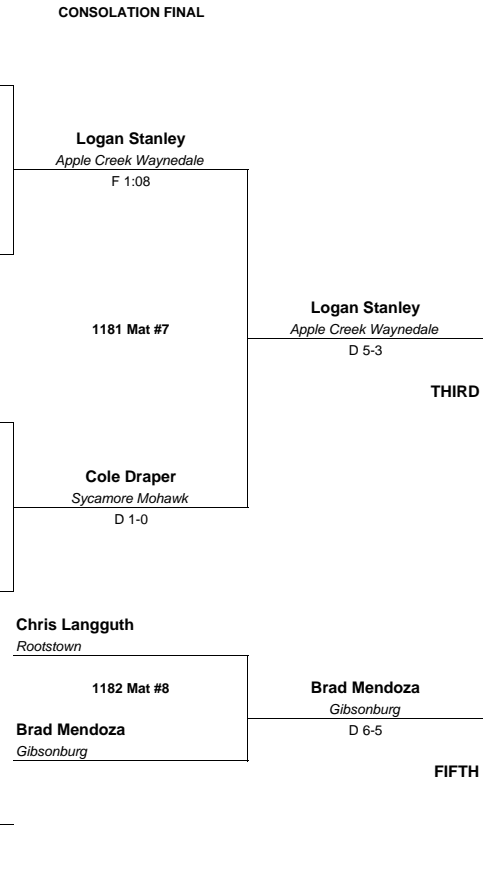 CONSOLATION FINAL
Logan Stanley
Apple Creek Waynedale
F 1:08
1181 Mat #7
Logan Stanley
Apple Creek Waynedale
D 5-3
THIRD
Cole Draper
Sycamore Mohawk
D 1-0
Chris Langguth
Rootstown
1182 Mat #8
Brad Mendoza
Gibsonburg
Brad Mendoza
Gibsonburg
D 6-5
FIFTH